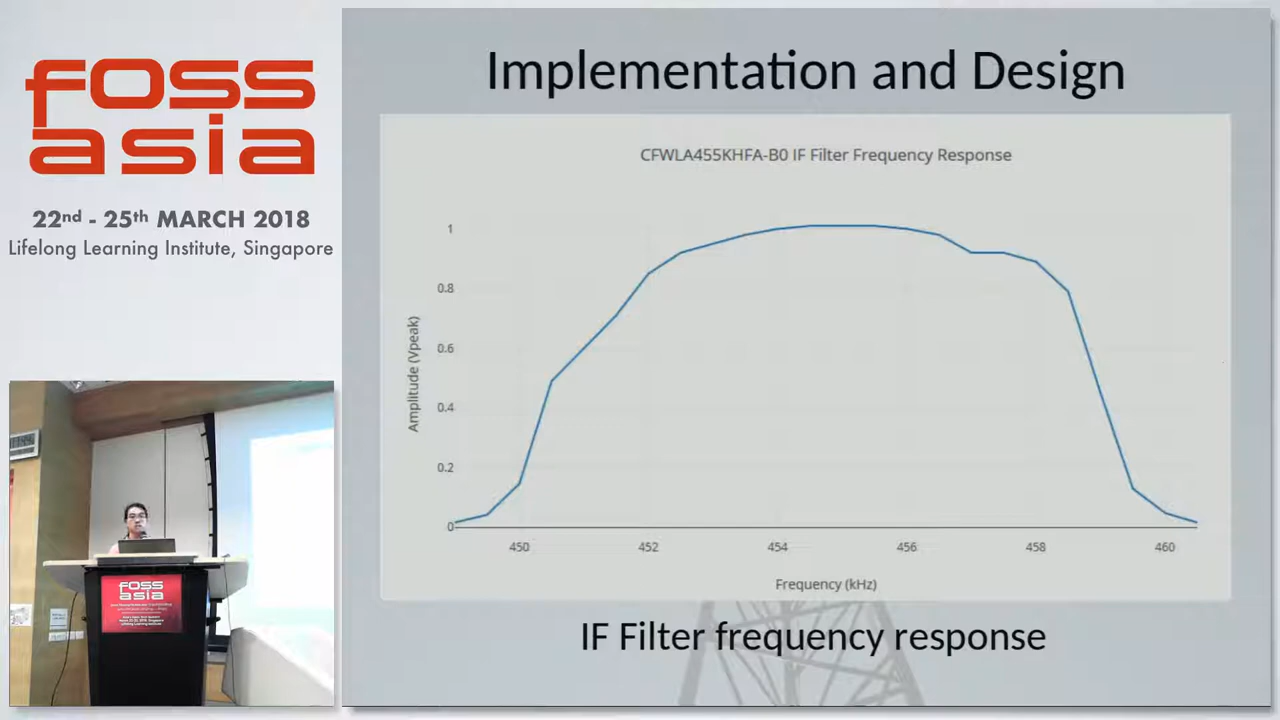 foss
asia
22nd - 25th MARCH 2018
Lifelong Learning Institute, Singapore
Implementation and Design
CFWLA455KHFA-B0 IF Filter Frequency Response
Amplitude (Vpeak)
1
0.8
0.6
0.4
0.2
0
450 452 454 456 458 460
Frequency (kHz)
IF Filter frequency response
foss
asia